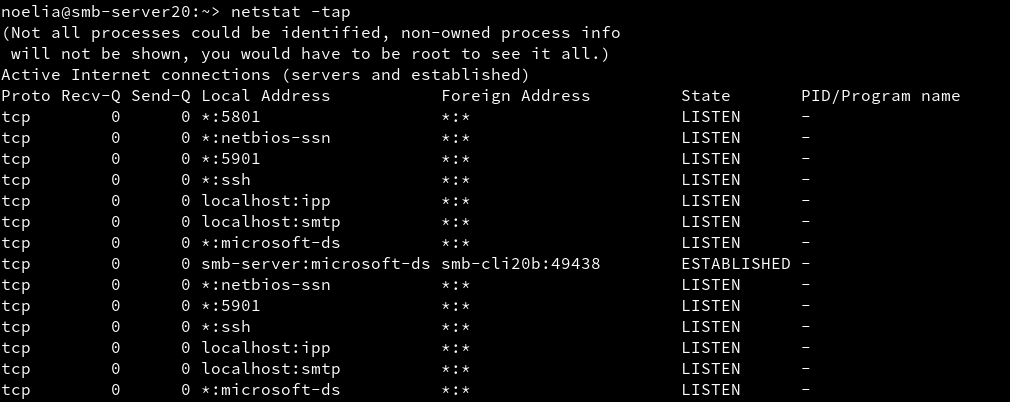 noelia@smb-server20:~> netstat -tap
(Not all processes could be identified, non-owned process info
 will not be shown, you would have to be root to see it all.)
Active Internet connections (servers and established)
Proto Recv-Q Send-Q Local Address           Foreign Address         State       PID/Program name
tcp        0      0 *:5801                  *:*                     LISTEN      -
tcp        0      0 *:netbios-ssn           *:*                     LISTEN      -
tcp        0      0 *:5901                  *:*                     LISTEN      -
tcp        0      0 *:ssh                   *:*                     LISTEN      -
tcp        0      0 localhost:ipp           *:*                     LISTEN      -
tcp        0      0 localhost:smtp          *:*                     LISTEN      -
tcp        0      0 *:microsoft-ds          *:*                     LISTEN      -
tcp        0      0 smb-server:microsoft-ds smb-cli20b:49438        ESTABLISHED -
tcp        0      0 *:netbios-ssn           *:*                     LISTEN      -
tcp        0      0 *:5901                  *:*                     LISTEN      -
tcp        0      0 *:ssh                   *:*                     LISTEN      -
tcp        0      0 localhost:ipp           *:*                     LISTEN      -
tcp        0      0 localhost:smtp          *:*                     LISTEN      -
tcp        0      0 *:microsoft-ds          *:*                     LISTEN      -